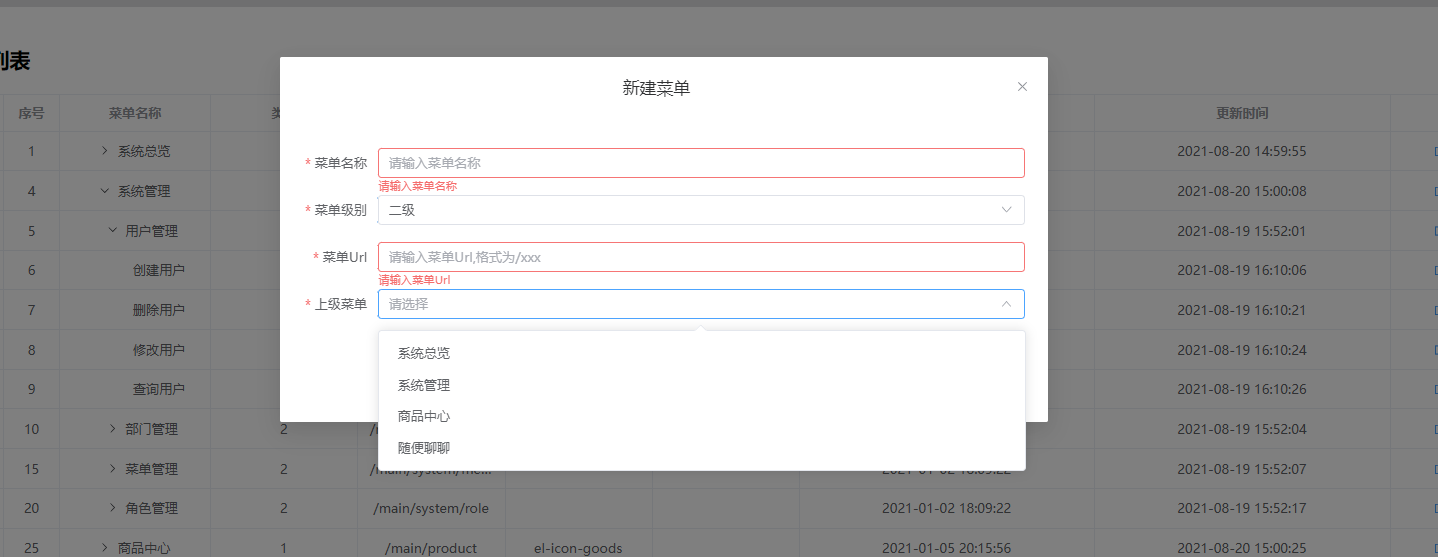 列表
新建菜单
序号 菜单名称 类 更新时间
1 系统总览 2021-08-20 14:59:55
4 系统管理 2021-08-20 15:00:08
5 用户管理 2021-08-19 15:52:01
6 创建用户 2021-08-19 16:10:06
7 删除用户 2021-08-19 16:10:21
8 修改用户 2021-08-19 16:10:24
9 查询用户 2021-08-19 16:10:26
10 部门管理 2 2021-08-19 15:52:04
15 菜单管理 2 2021-08-19 15:52:07
20 角色管理 2 /main/system/role 2021-01-02 18:09:22 2021-08-19 15:52:17
25 商品中心 1 /main/product el-icon-goods 2021-01-05 20:15:56 2021-08-20 15:00:25
* 菜单名称 请输入菜单名称
请输入菜单名称
* 菜单级别 二级
* 菜单Url 请输入菜单Url,格式为/xxx
请输入菜单Url
* 上级菜单 请选择
系统总览
系统管理
商品中心
随便聊聊